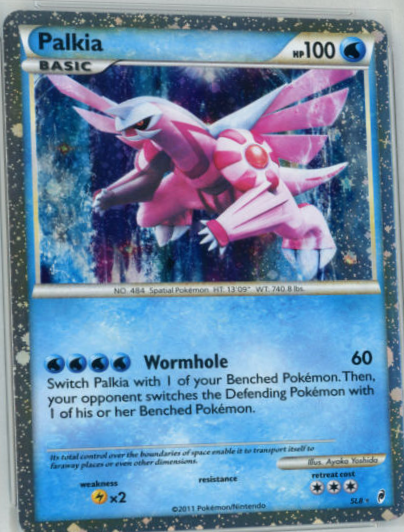 Palkia
HP100
BASIC
NO. 484 Spatial Pokémon HT: 13'09" WT: 740.8 lbs.
Wormhole 60
Switch Palkia with 1 of your Benched Pokémon. Then,
your opponent switches the Defending Pokémon with
1 of his or her Benched Pokémon.
Its total control over the boundaries of space enable it to transport itself to
faraway places or even other dimensions.
Illus. Ayaka Yoshida
weakness
resistance
retreat cost
×2
SL8
©2011 Pokémon/Nintendo